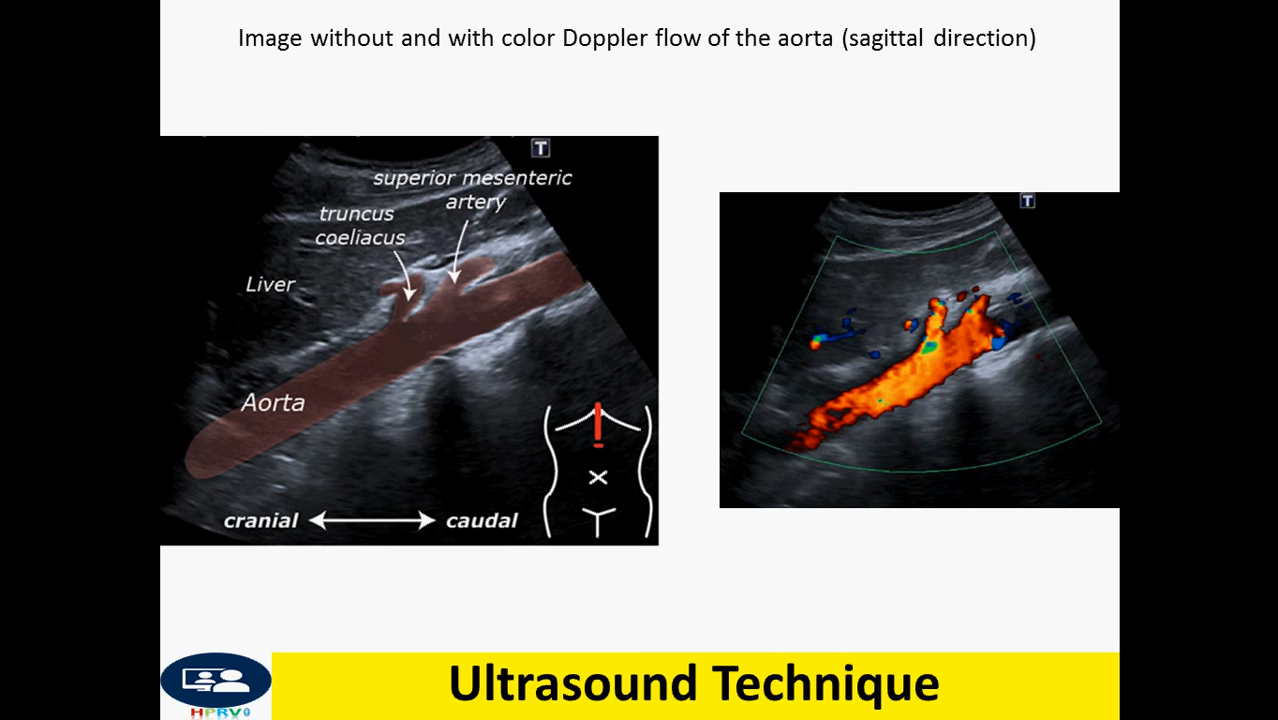 Image without and with color Doppler flow of the aorta (sagittal direction)
T
superior mesenteric
artery
truncus
coeliacus
Liver
Aorta
cranial
caudal
T
Ultrasound Technique
HPRV